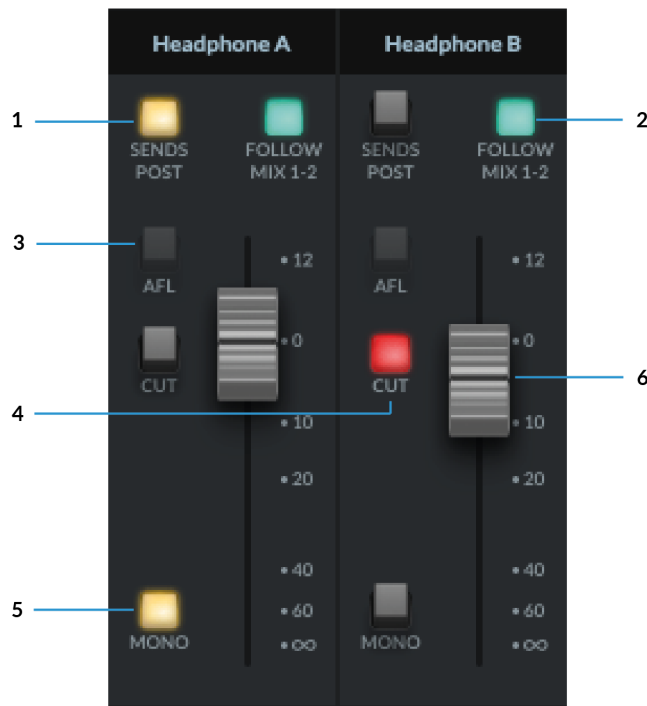 Headphone A
Headphone B
1
SENDS
POST
FOLLOW
MIX 1-2
SENDS
POST
FOLLOW
MIX 1-2
2
3
AFL
12
AFL
12
CUT
0
CUT
0
4
6
10
10
20
20
5
MONO
40
60
∞
MONO
40
60
∞